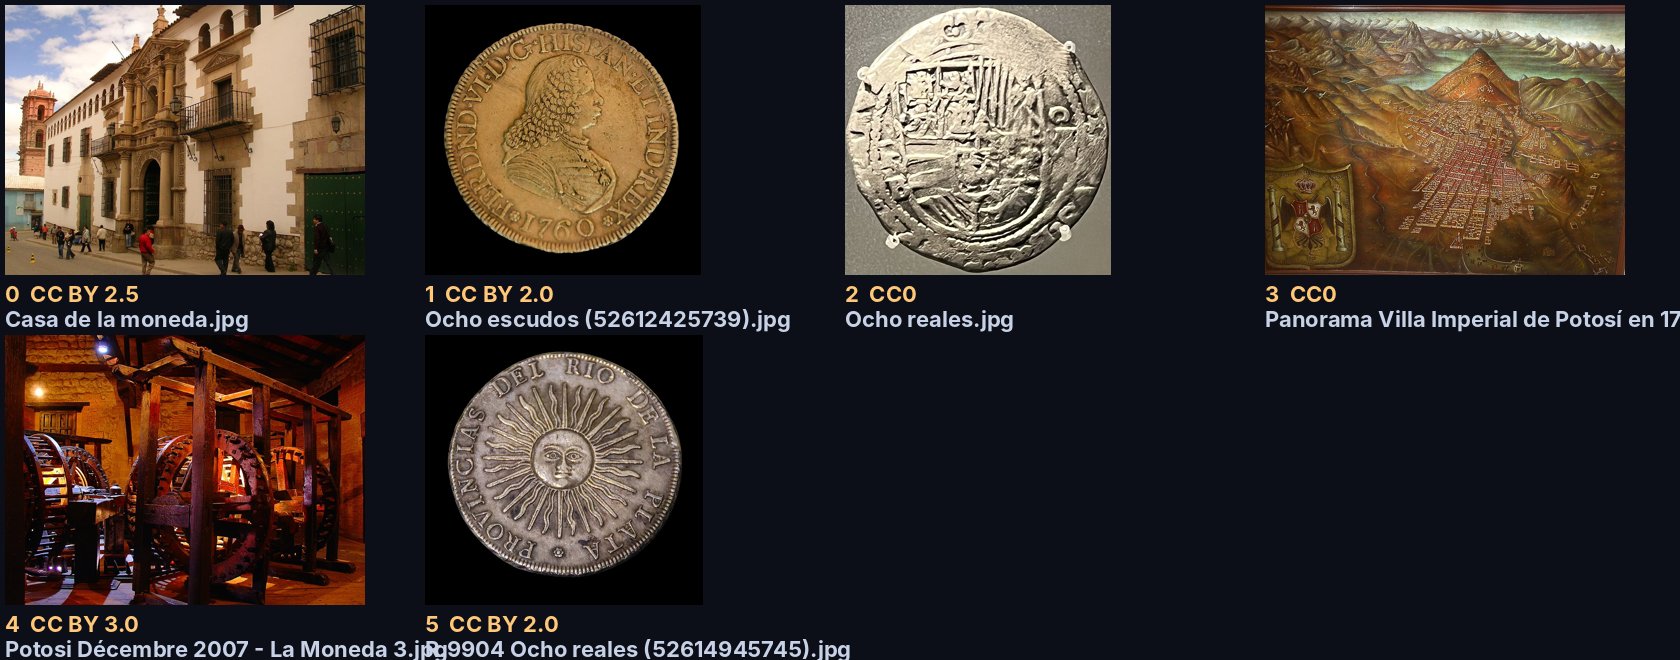 0 CC BY 2.5
Casa de la moneda.jpg
FERDND·VI·D·G·HISPAN·ET IND·REX
1760
1 CC BY 2.0
Ocho escudos (52612425739).jpg
2 CC0
Ocho reales.jpg
3 CC0
Panorama Villa Imperial de Potosí en 17
4 CC BY 3.0
Potosi Décembre 2007 - La Moneda 3.jpg
PROVINCIAS DEL RIO DE LA PLATA
5 CC BY 2.0
9904 Ocho reales (52614945745).jpg